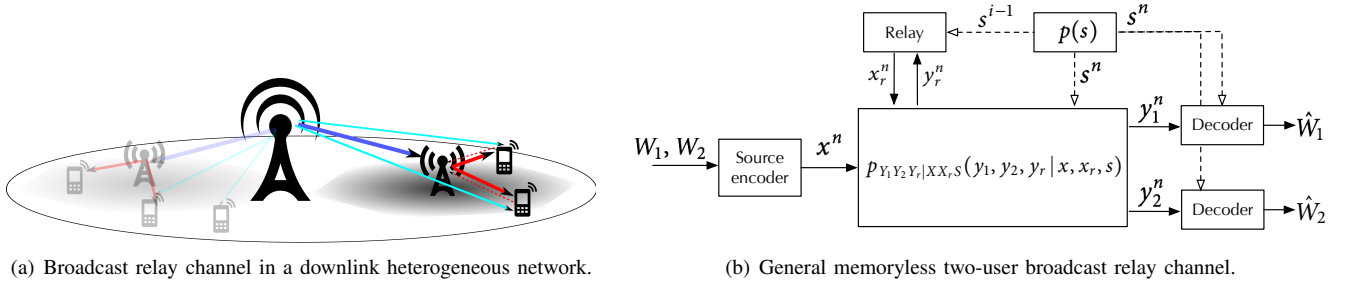 Relay
s^{i−1}
p(s)
s^n
x_r^n
y_r^n
s^n
W_1, W_2
Source
encoder
x^n
p_{Y_1Y_2Y_r|XX_rS}(y_1, y_2, y_r | x, x_r, s)
y_1^n
Decoder
Ŵ_1
y_2^n
Decoder
Ŵ_2
(a) Broadcast relay channel in a downlink heterogeneous network.
(b) General memoryless two-user broadcast relay channel.